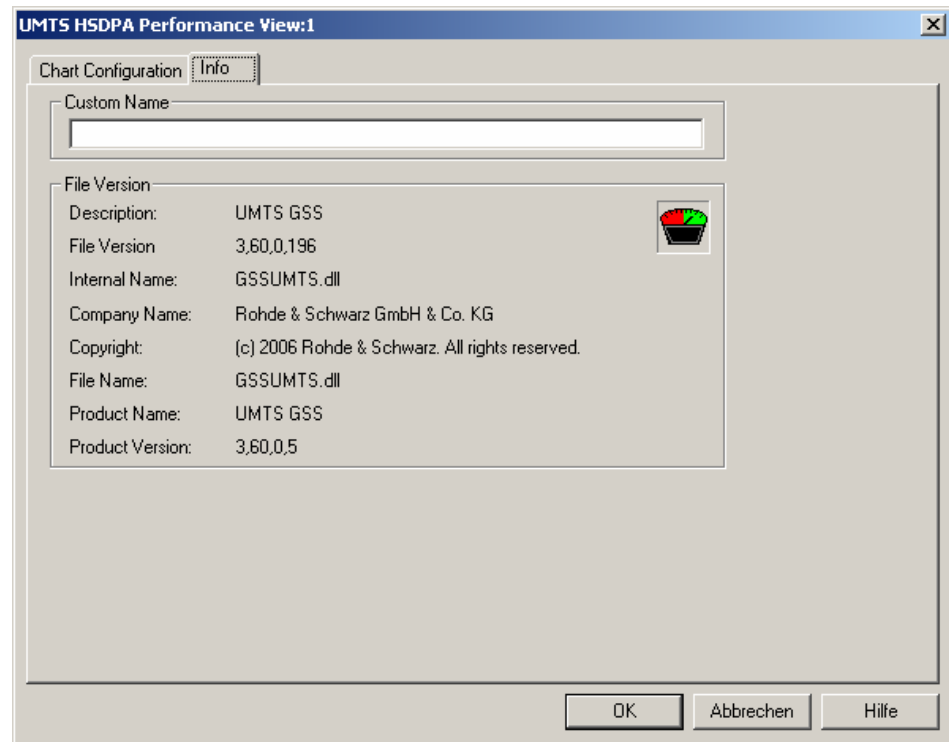 UMTS HSDPA Performance View:1
Chart Configuration Info
Custom Name
File Version
Description: UMTS GSS
File Version 3,60,0,196
Internal Name: GSSUMTS.dll
Company Name: Rohde & Schwarz GmbH & Co. KG
Copyright: (c) 2006 Rohde & Schwarz. All rights reserved.
File Name: GSSUMTS.dll
Product Name: UMTS GSS
Product Version: 3,60,0,5
OK Abbrechen Hilfe